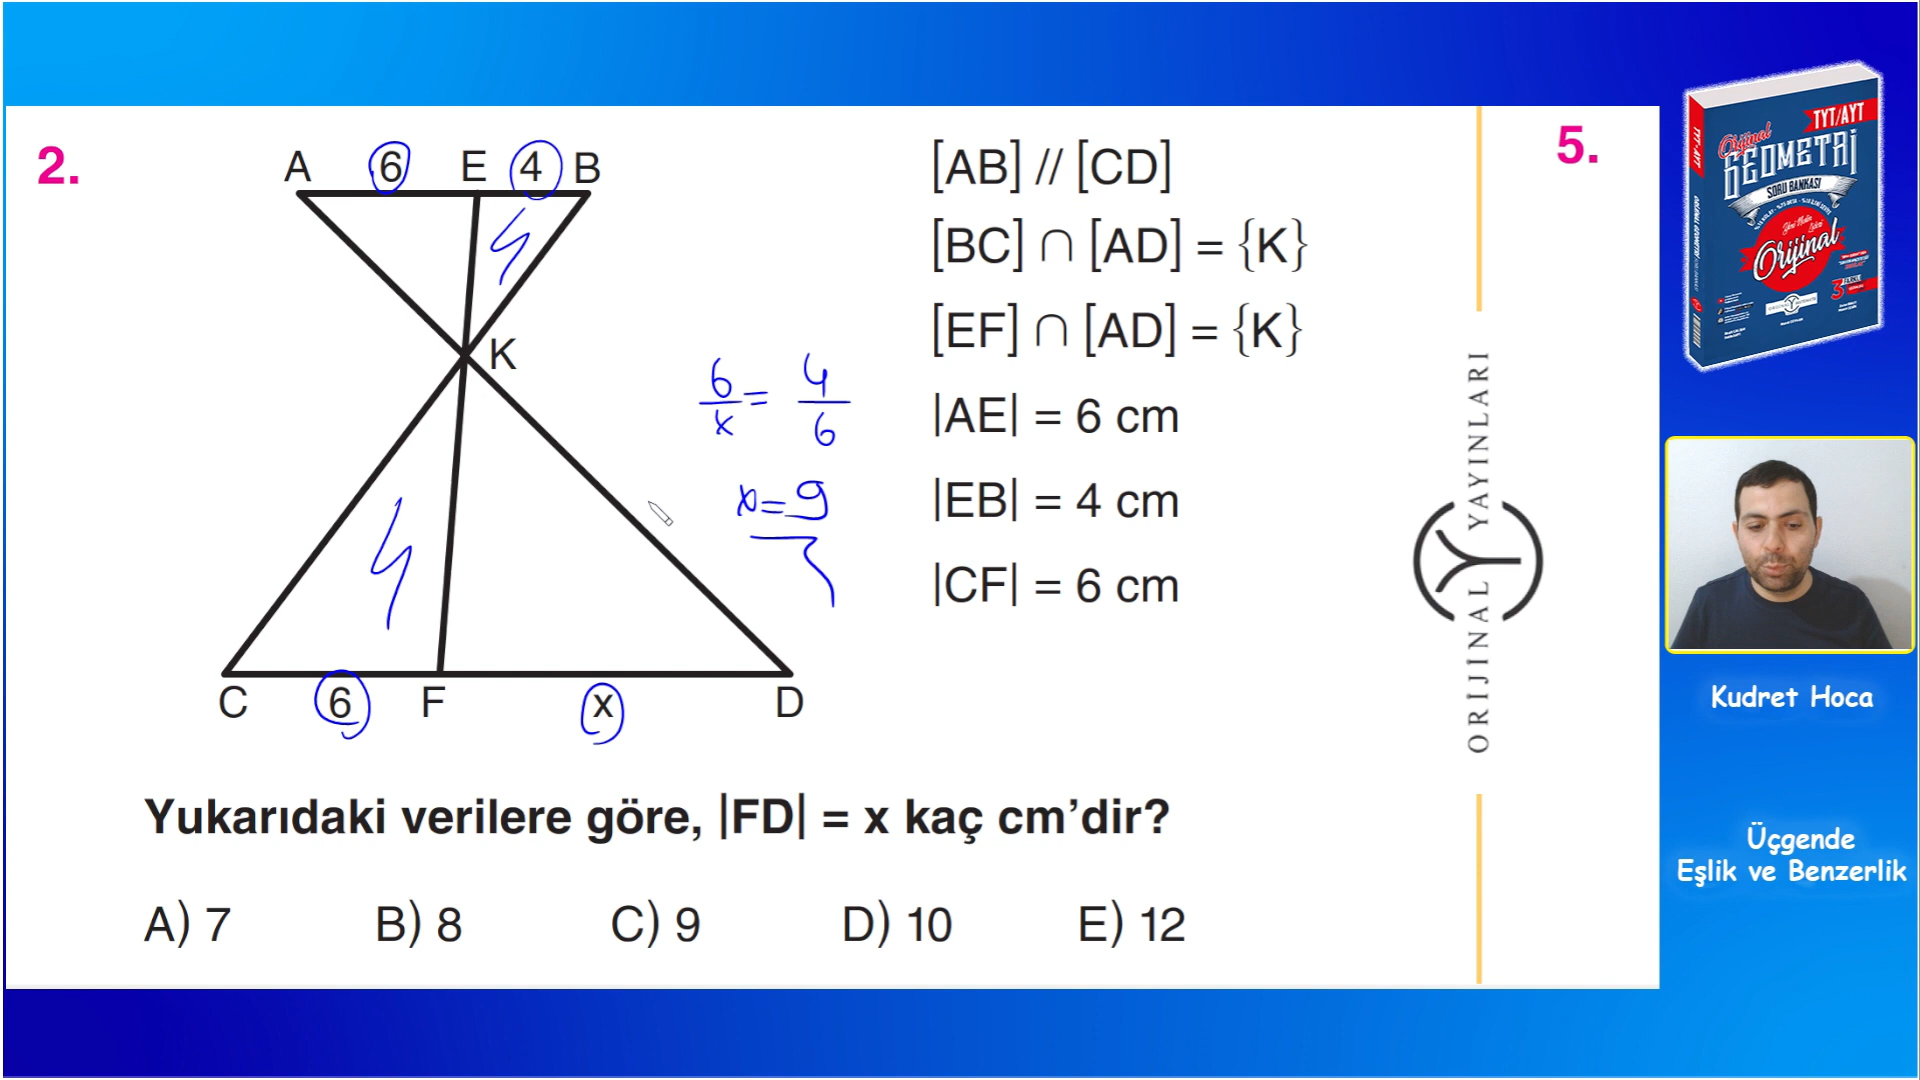 2.
A 6 E 4 B
K
C 6 F x D
6/x = 4/6
x = 9
[AB] // [CD]
[BC] ∩ [AD] = {K}
[EF] ∩ [AD] = {K}
|AE| = 6 cm
|EB| = 4 cm
|CF| = 6 cm
Yukarıdaki verilere göre, |FD| = x kaç cm’dir?
A) 7 B) 8 C) 9 D) 10 E) 12
ORİJİNAL YAYINLARI
5.
TYT/AYT
Orijinal
GEOMETRİ
SORU BANKASI
Orijinal
Kudret Hoca
Üçgende
Eşlik ve Benzerlik